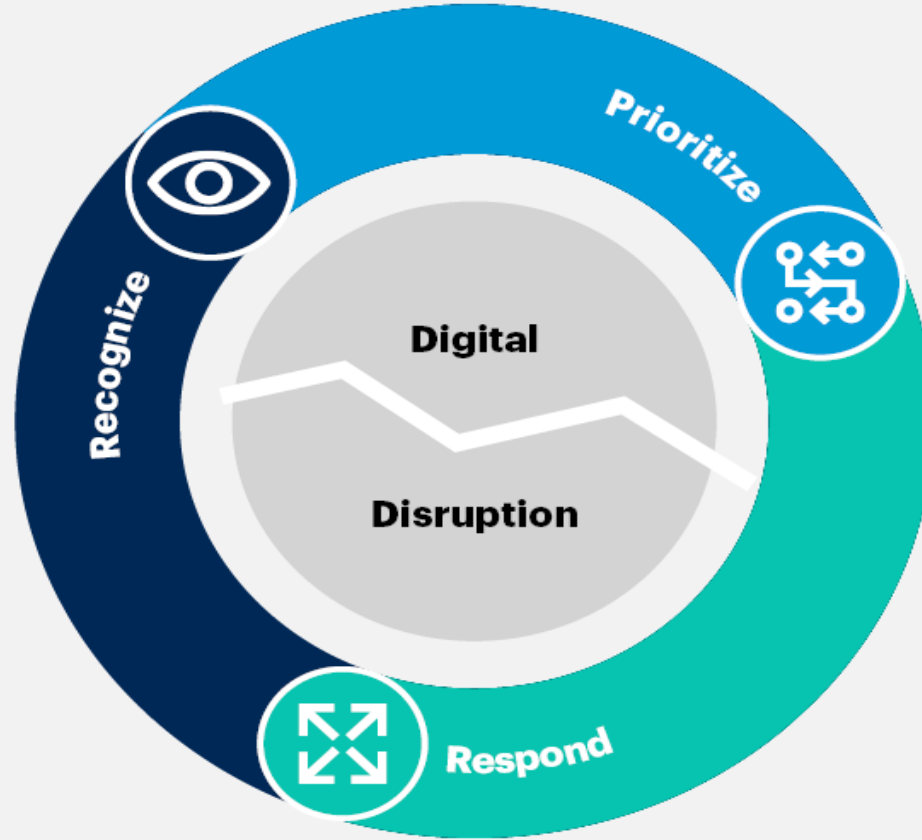 Prioritize
Recognize
Digital
Disruption
Respond